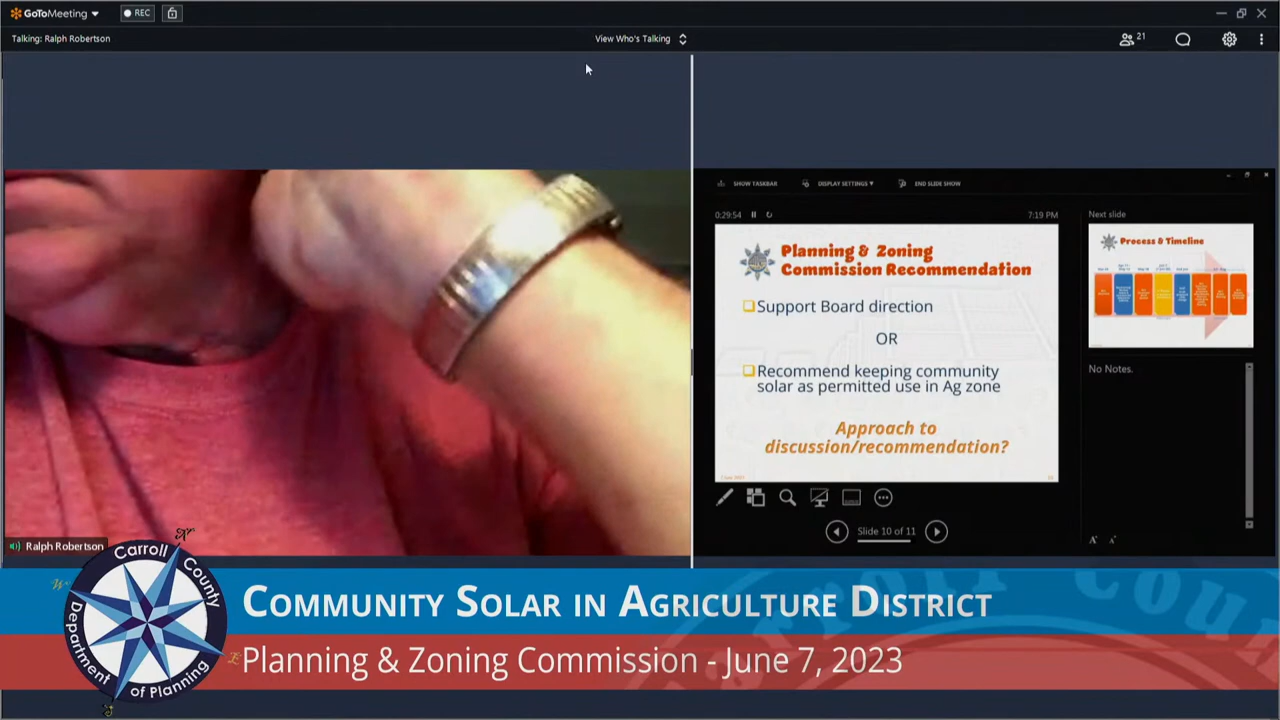 GoToMeeting
REC
Talking: Ralph Robertson
View Who's Talking
21
SHOW TASKBAR
DISPLAY SETTINGS ▾
END SLIDE SHOW
0:29:54
7:19 PM
Planning & Zoning
Commission Recommendation
Support Board direction
OR
Recommend keeping community
solar as permitted use in Ag zone
Approach to
discussion/recommendation?
Slide 10 of 11
Next slide
Process & Timeline
No Notes.
Ralph Robertson
Carroll County
Department of Planning
COMMUNITY SOLAR IN AGRICULTURE DISTRICT
Planning & Zoning Commission - June 7, 2023